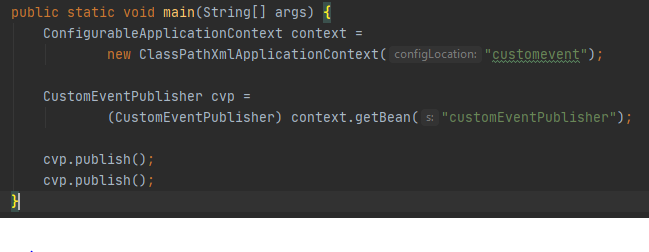 public static void main(String[] args) {
ConfigurableApplicationContext context =
new ClassPathXmlApplicationContext( configLocation: "customevent");
CustomEventPublisher cvp =
(CustomEventPublisher) context.getBean( s: "customEventPublisher");
cvp.publish();
cvp.publish();
}